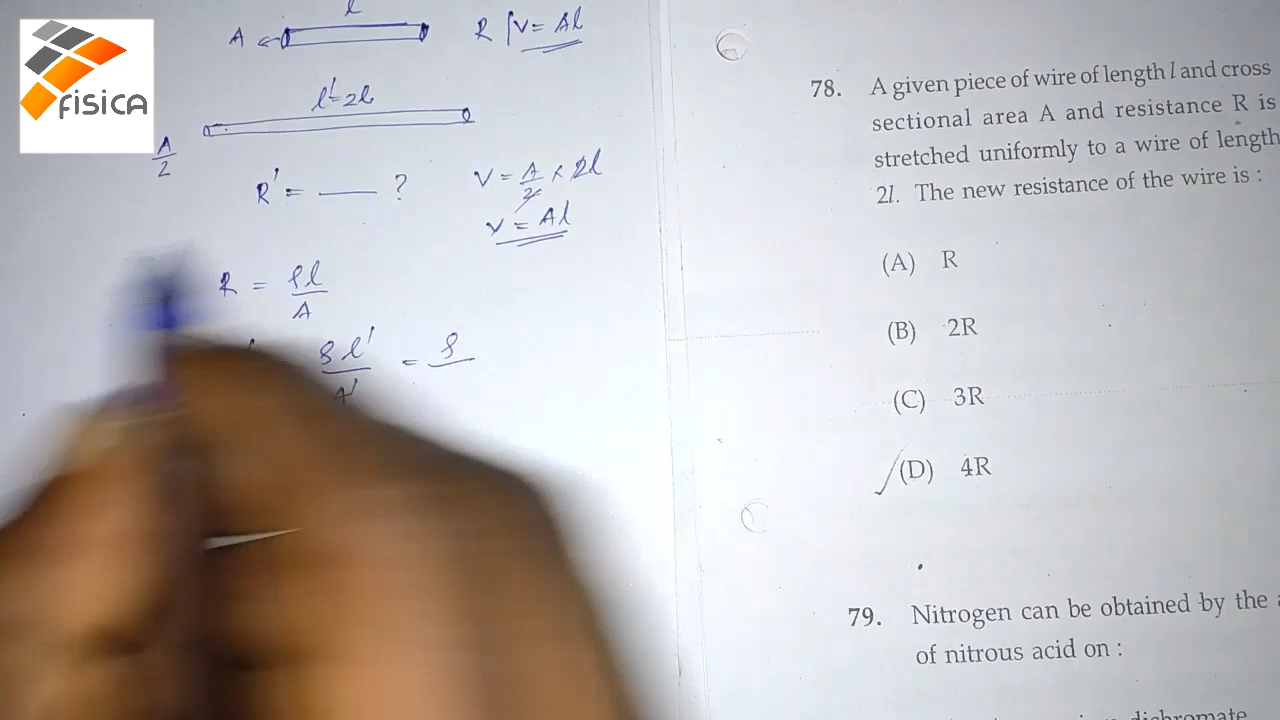 fisica
l
A R V = Al
l' = 2l
A/2
R' = ― ?
V = A/2 × 2l
V = Al
R = ρl/A
ρl'/A' = ρ
78. A given piece of wire of length l and cross
sectional area A and resistance R is
stretched uniformly to a wire of length
2l. The new resistance of the wire is :
(A) R
(B) 2R
(C) 3R
(D) 4R
79. Nitrogen can be obtained by the
of nitrous acid on :
dichromate